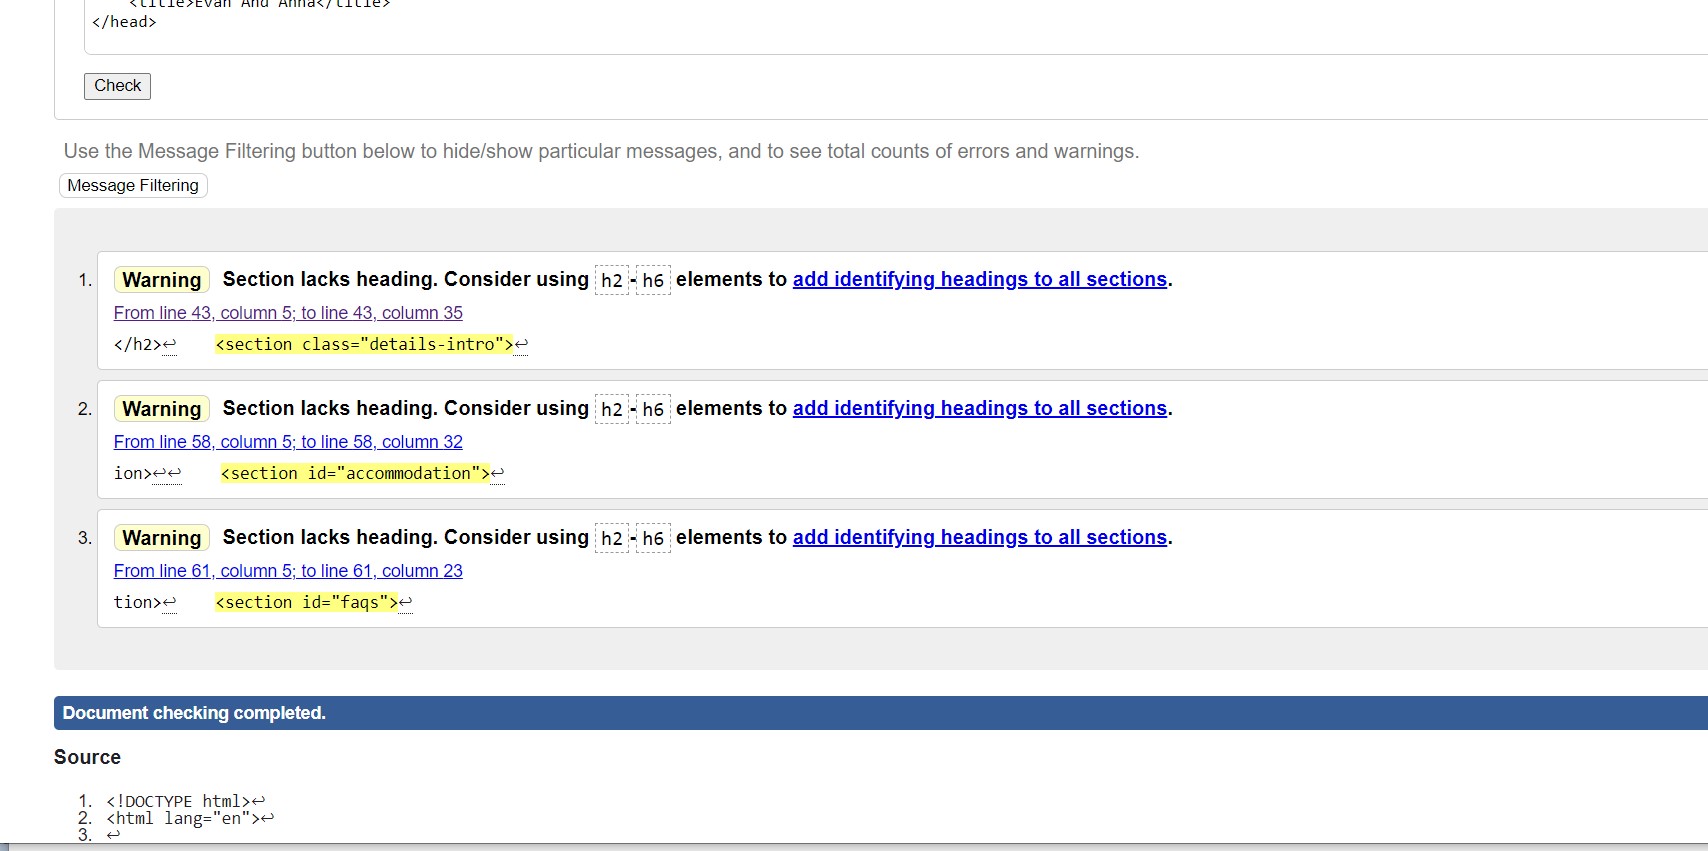 <title>Evan And Anna</title>
</head>
Check
Use the Message Filtering button below to hide/show particular messages, and to see total counts of errors and warnings.
Message Filtering
1. Warning Section lacks heading. Consider using h2-h6 elements to add identifying headings to all sections.
From line 43, column 5; to line 43, column 35
</h2>↩ <section class="details-intro">↩
2. Warning Section lacks heading. Consider using h2-h6 elements to add identifying headings to all sections.
From line 58, column 5; to line 58, column 32
ion>↩↩ <section id="accommodation">↩
3. Warning Section lacks heading. Consider using h2-h6 elements to add identifying headings to all sections.
From line 61, column 5; to line 61, column 23
tion>↩ <section id="faqs">↩
Document checking completed.
Source
1. <!DOCTYPE html>↩
2. <html lang="en">↩
3. ↩